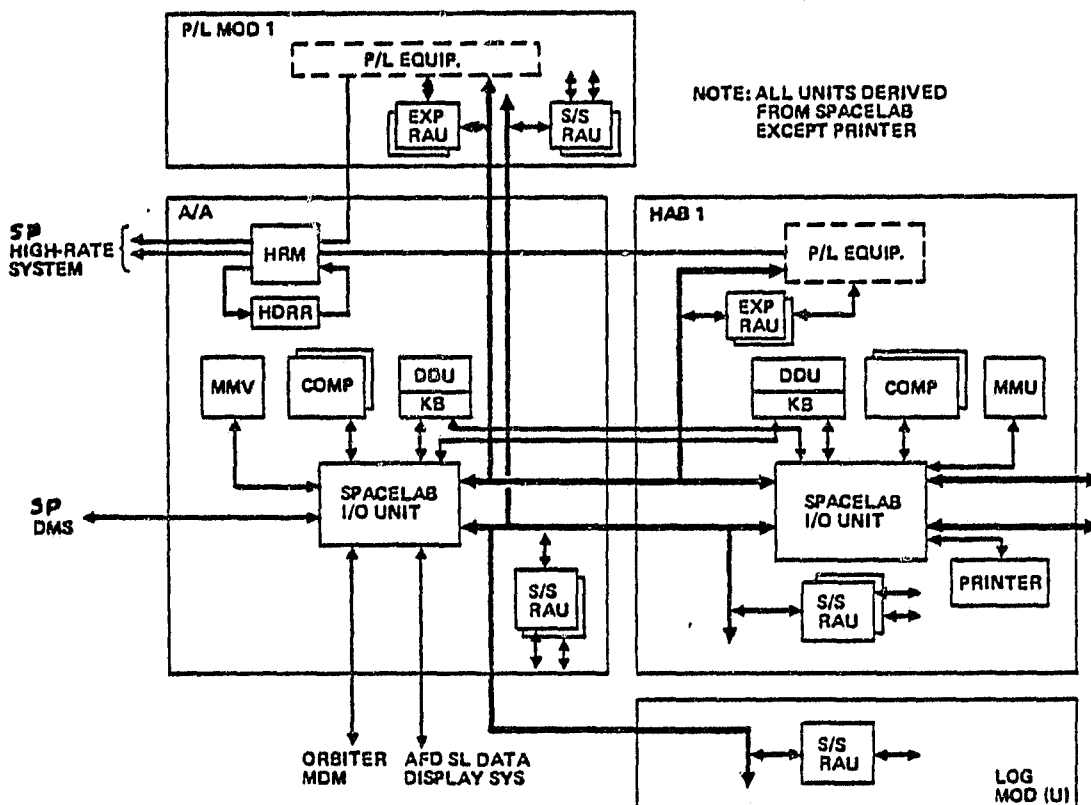 P/L MOD 1
P/L EQUIP.
EXP
RAU
S/S
RAU
NOTE: ALL UNITS DERIVED
FROM SPACELAB
EXCEPT PRINTER
A/A
SP
HIGH-RATE
SYSTEM
HRM
HDRR
MMV
COMP
DDU
KB
SPACELAB
I/O UNIT
SP
DMS
S/S
RAU
ORBITER
MDM
AFD SL DATA
DISPLAY SYS
HAB 1
P/L EQUIP.
EXP
RAU
DDU
KB
COMP
MMU
SPACELAB
I/O UNIT
PRINTER
S/S
RAU
S/S
RAU
LOG
MOD (U)